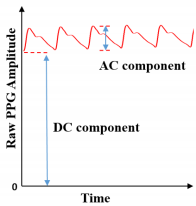 Raw PPG Amplitude
AC component
DC component
0
Time